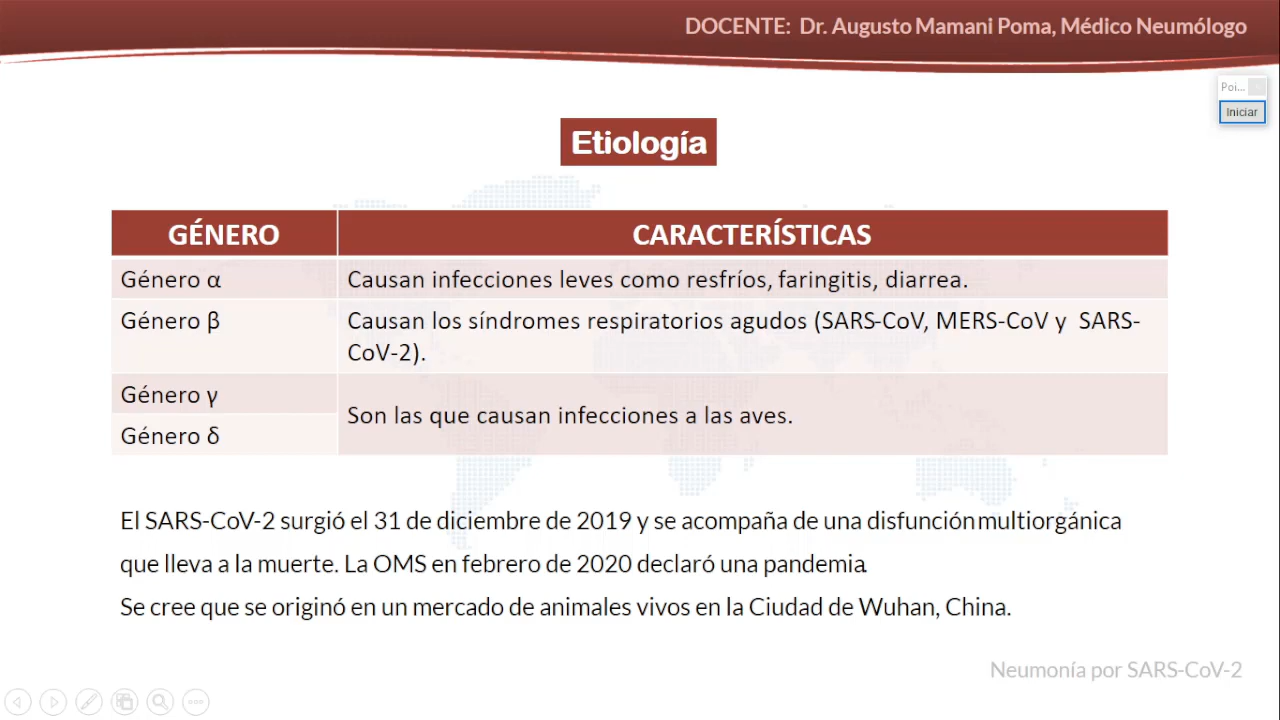 DOCENTE: Dr. Augusto Mamani Poma, Médico Neumólogo
Poi...
Iniciar
Etiología
GÉNERO CARACTERÍSTICAS
Género α Causan infecciones leves como resfríos, faringitis, diarrea.
Género β Causan los síndromes respiratorios agudos (SARS-CoV, MERS-CoV y SARS-
CoV-2).
Género γ
Son las que causan infecciones a las aves.
Género δ
El SARS-CoV-2 surgió el 31 de diciembre de 2019 y se acompaña de una disfunción multiorgánica
que lleva a la muerte. La OMS en febrero de 2020 declaró una pandemia.
Se cree que se originó en un mercado de animales vivos en la Ciudad de Wuhan, China.
Neumonía por SARS-CoV-2